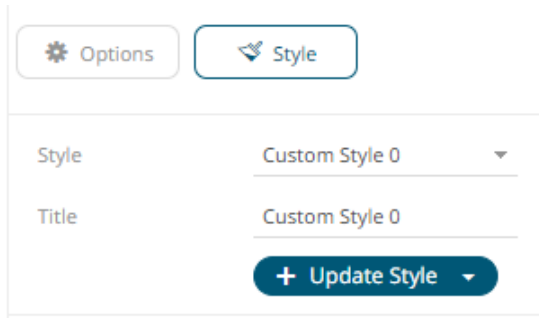 Options Style
Style Custom Style 0
Title Custom Style 0
+ Update Style